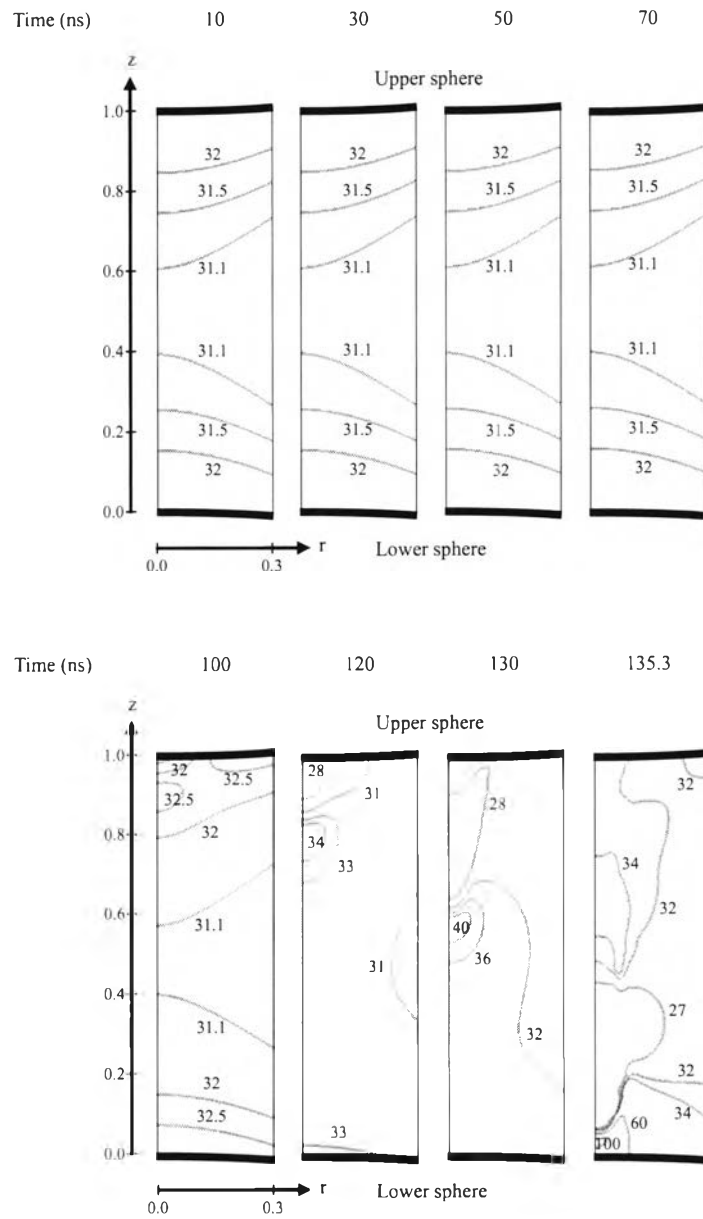 Time (ns) 10 30 50 70
z
Upper sphere
1.0
32 32 32 32
0.8
31.5 31.5 31.5 31.5
0.6
31.1 31.1 31.1 31.1
0.4
31.1 31.1 31.1 31.1
0.2
31.5 31.5 31.5 31.5
32 32 32 32
0.0
r
Lower sphere
0.0 0.3
Time (ns) 100 120 130 135.3
z
Upper sphere
1.0
32 32.5 28 31 28 32
32.5
0.8
32 34 33 34
32
0.6
31.1 40 36
31
0.4
31.1 27
32
0.2
32 32
34
32.5 33 60
100
0.0
r
Lower sphere
0.0 0.3